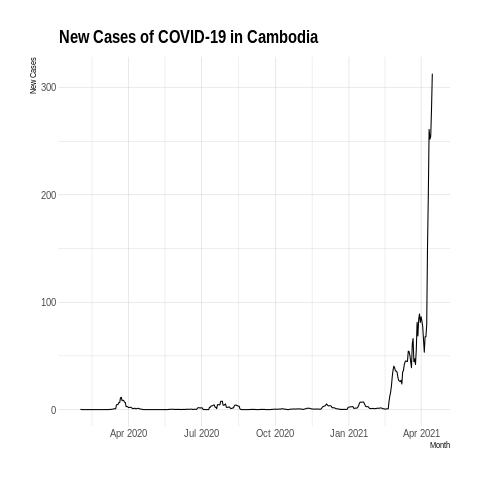 New Cases of COVID-19 in Cambodia
New Cases
300
200
100
0
Apr 2020 Jul 2020 Oct 2020 Jan 2021 Apr 2021
Month